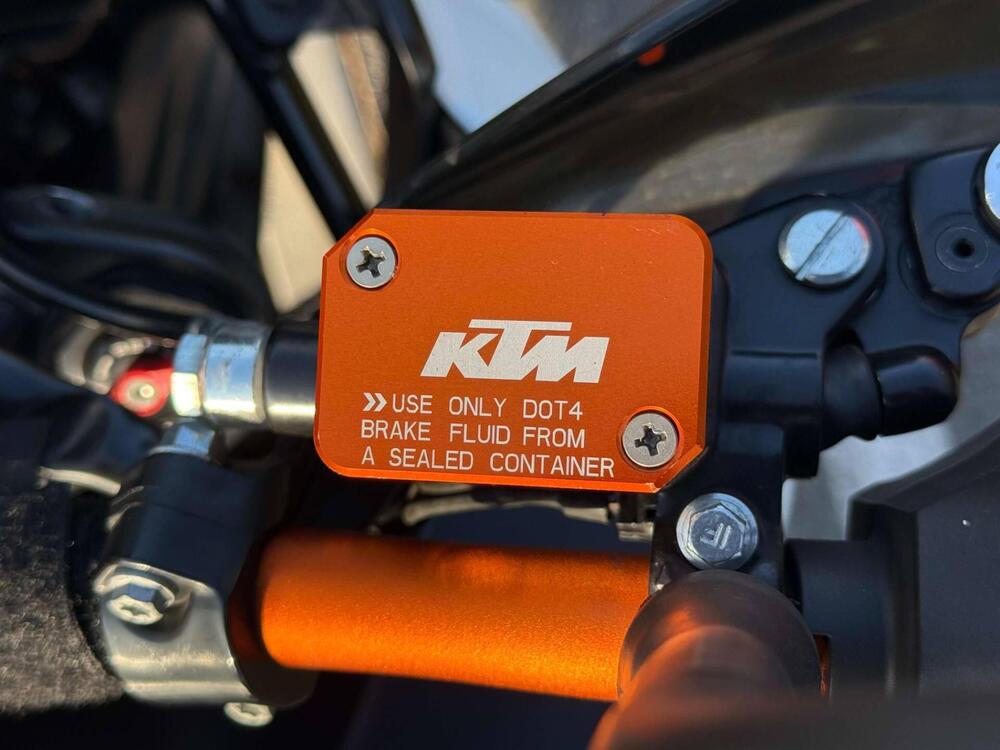 KTM
>> USE ONLY DOT4
BRAKE FLUID FROM
A SEALED CONTAINER